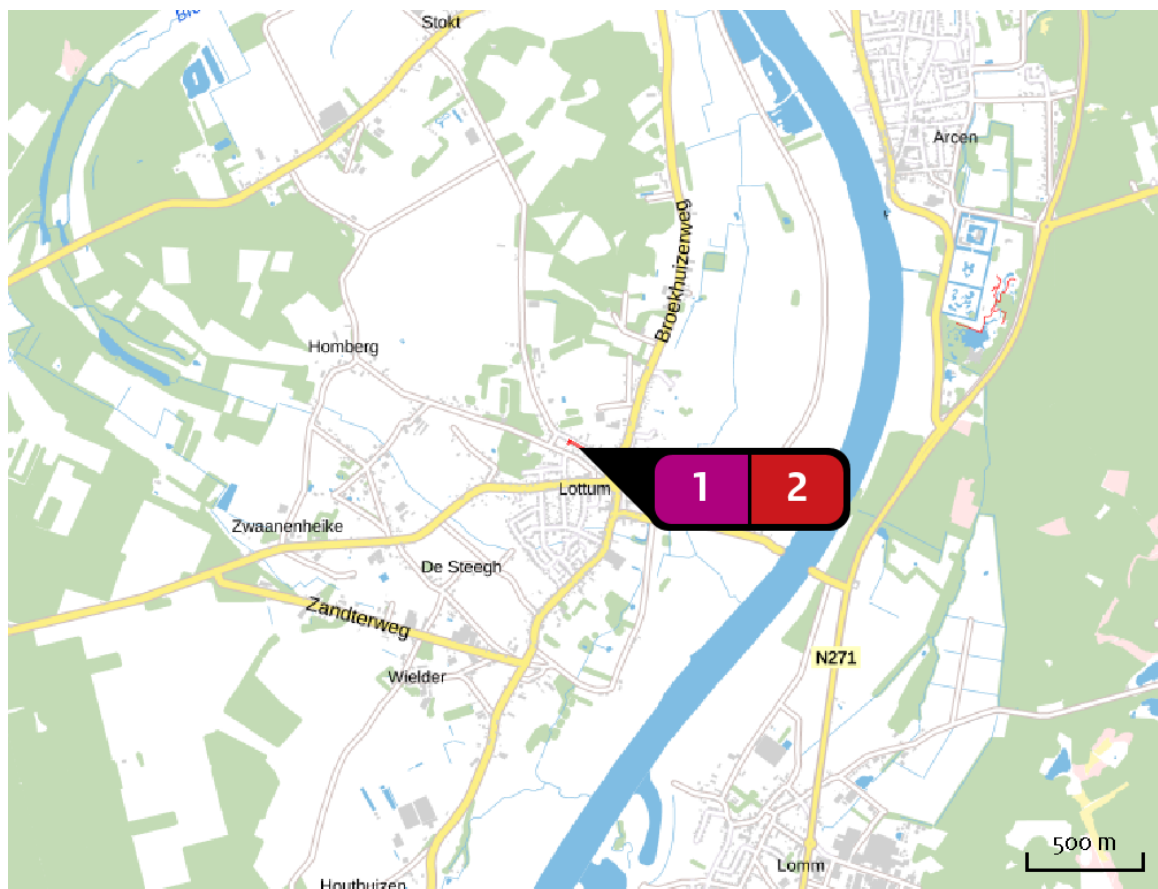 Stokt
Arcen
Broekhuizerweg
Homberg
1 2
Lottum
Zwaanenheike
De Steegh
Zandterweg
N271
Wielder
500 m
Lomm
Houthuizen